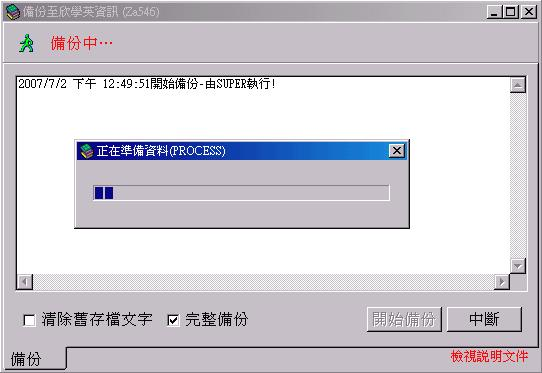 備份至欣學英資訊 (Za546)
備份中…
2007/7/2 下午 12:49:51開始備份-由SUPER執行!
正在準備資料(PROCESS)
清除舊存檔文字
完整備份
開始備份
中斷
備份
檢視說明文件